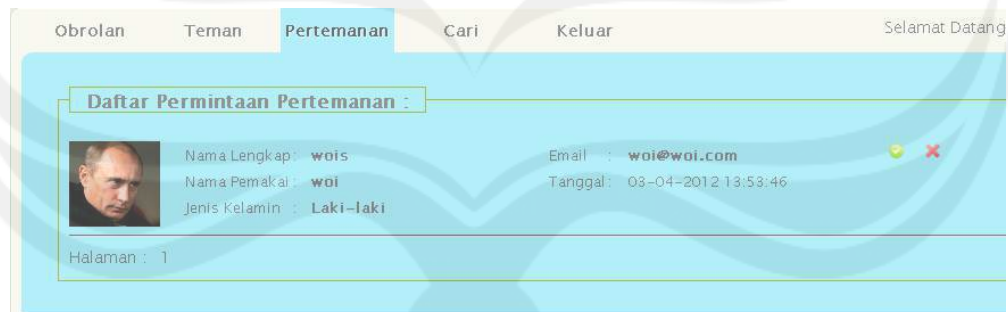 Obrolan Teman Pertemanan Cari Keluar Selamat Datang
Daftar Permintaan Pertemanan :
Nama Lengkap : wois Email : woi@woi.com
Nama Pemakai : woi Tanggal : 03-04-2012 13:53:46
Jenis Kelamin : Laki-laki
Halaman : 1